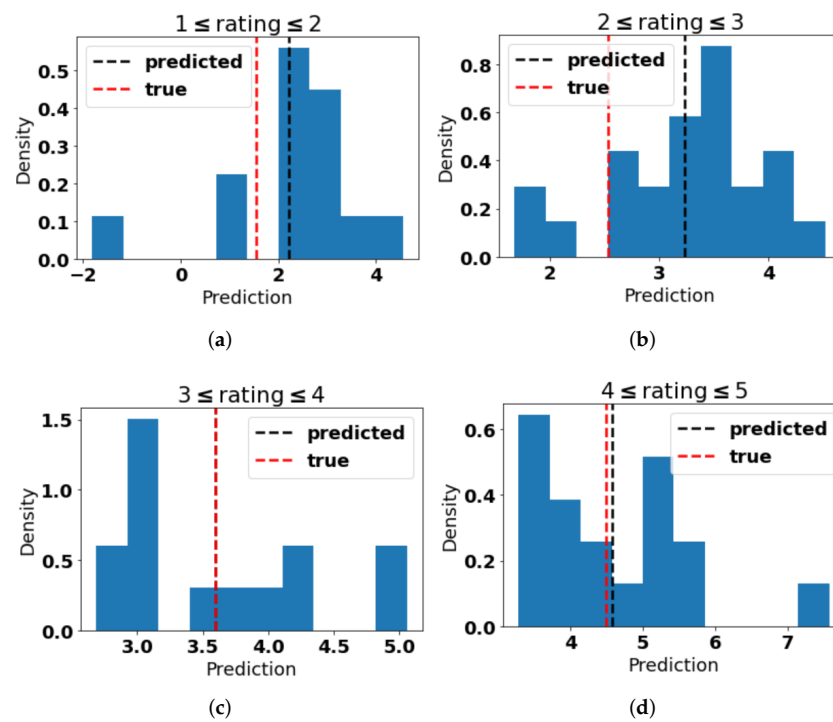 1 ≤ rating ≤ 2
predicted
true
Density
0.5
0.4
0.3
0.2
0.1
0.0
−2 0 2 4
Prediction
(a)
2 ≤ rating ≤ 3
predicted
true
Density
0.8
0.6
0.4
0.2
0.0
2 3 4
Prediction
(b)
3 ≤ rating ≤ 4
predicted
true
Density
1.5
1.0
0.5
0.0
3.0 3.5 4.0 4.5 5.0
Prediction
(c)
4 ≤ rating ≤ 5
predicted
true
Density
0.6
0.4
0.2
0.0
4 5 6 7
Prediction
(d)